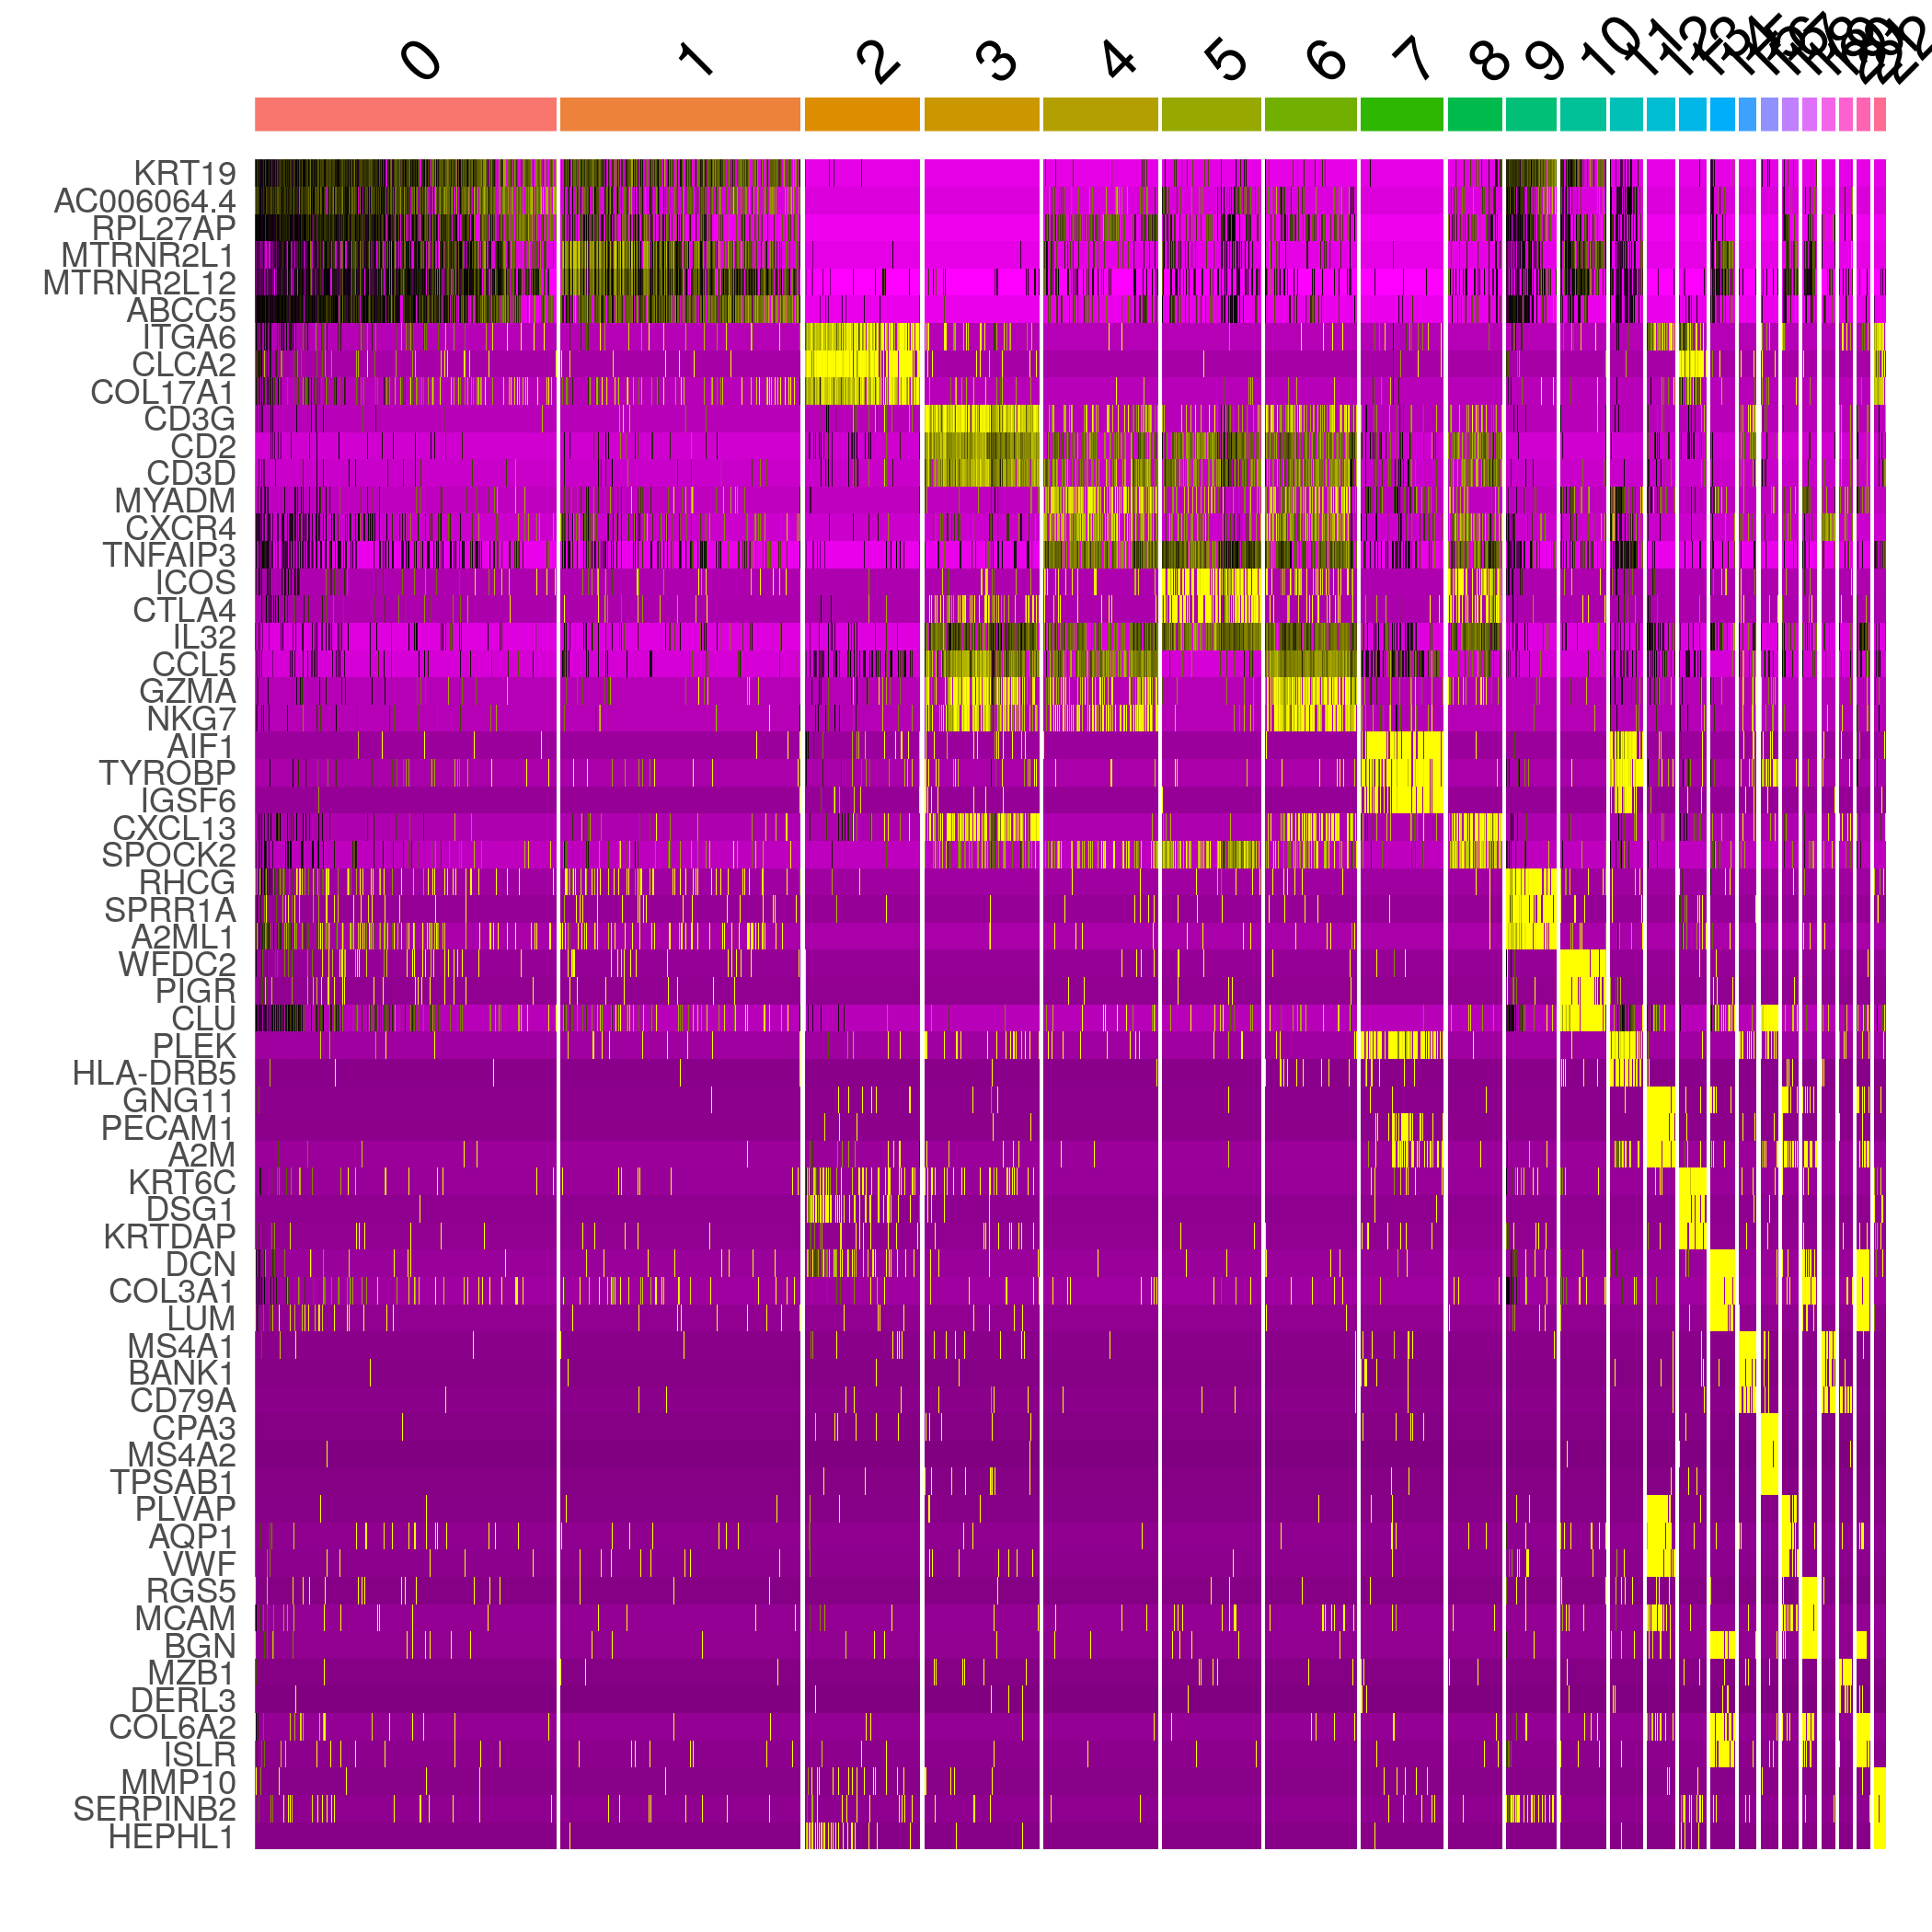 0 1 2 3 4 5 6 7 8 9 10 11 12
KRT19
AC006064.4
RPL27AP
MTRNR2L1
MTRNR2L12
ABCC5
ITGA6
CLCA2
COL17A1
CD3G
CD2
CD3D
MYADM
CXCR4
TNFAIP3
ICOS
CTLA4
IL32
CCL5
GZMA
NKG7
AIF1
TYROBP
IGSF6
CXCL13
SPOCK2
RHCG
SPRR1A
A2ML1
WFDC2
PIGR
CLU
PLEK
HLA-DRB5
GNG11
PECAM1
A2M
KRT6C
DSG1
KRTDAP
DCN
COL3A1
LUM
MS4A1
BANK1
CD79A
CPA3
MS4A2
TPSAB1
PLVAP
AQP1
VWF
RGS5
MCAM
BGN
MZB1
DERL3
COL6A2
ISLR
MMP10
SERPINB2
HEPHL1